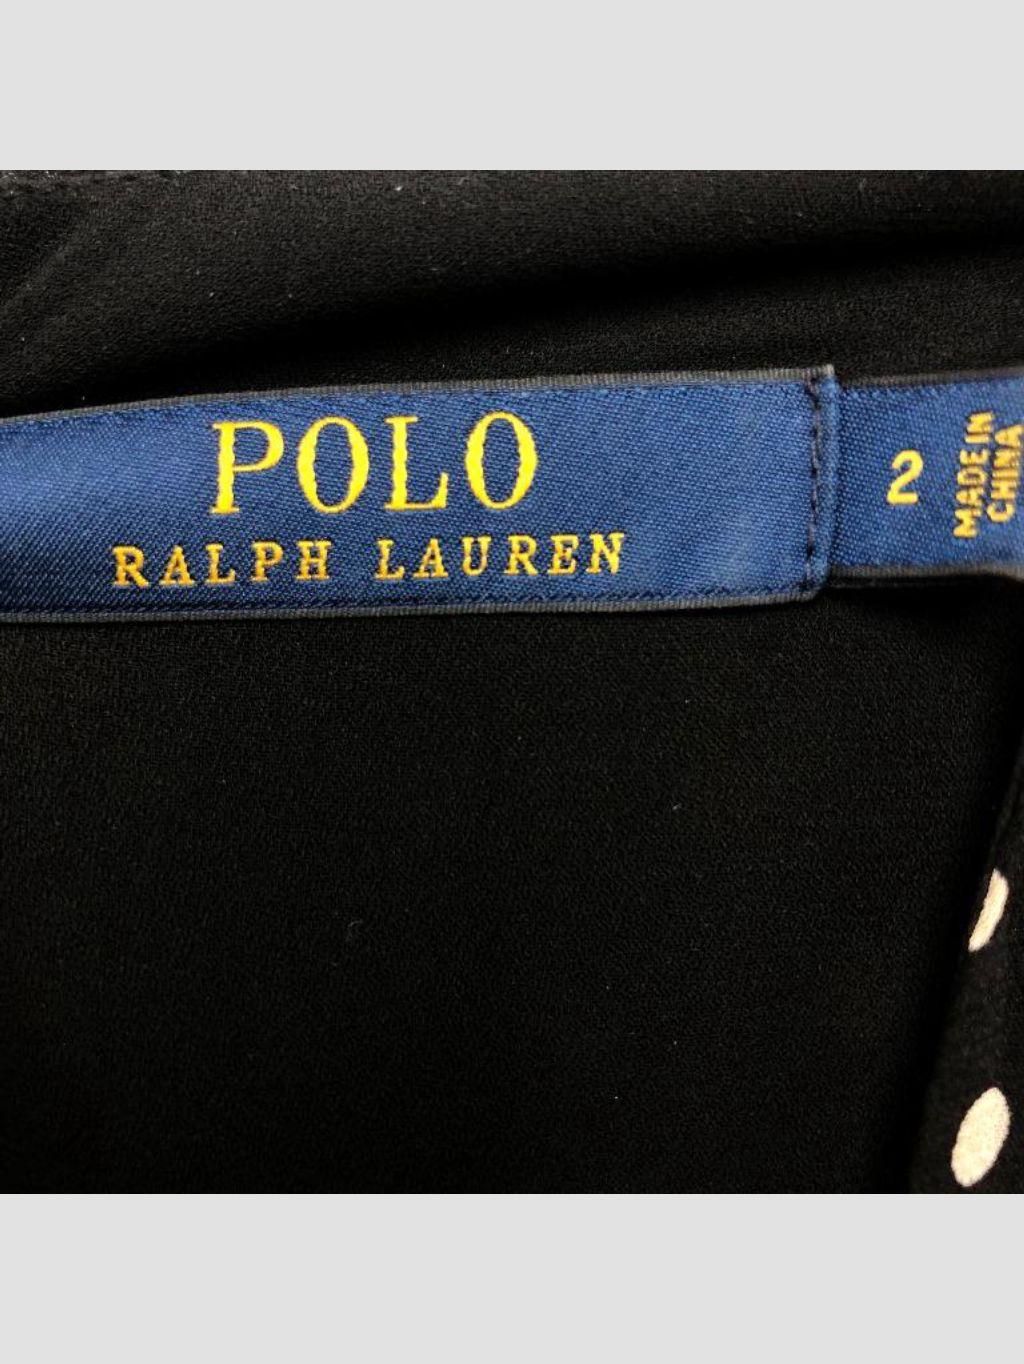 POLO
RALPH LAUREN
2
MADE IN
CHINA